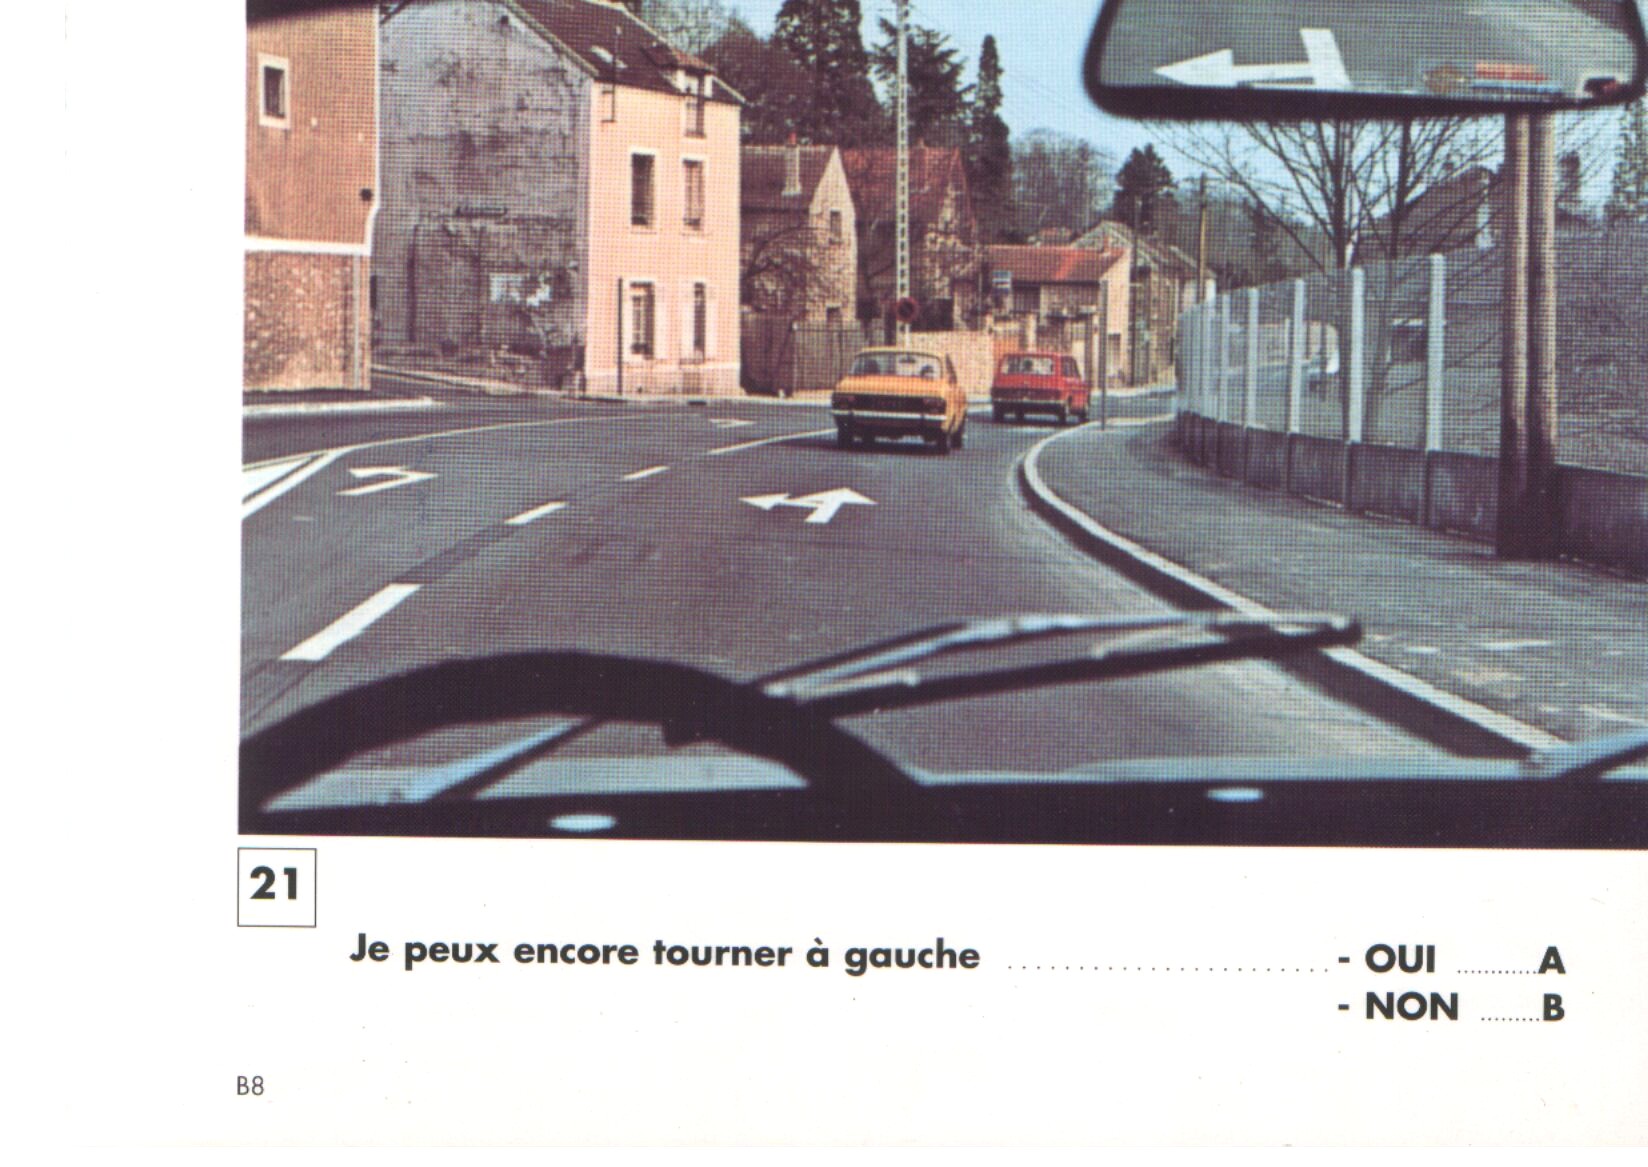 21
Je peux encore tourner à gauche ........................ - OUI ............A
- NON .........B
B8